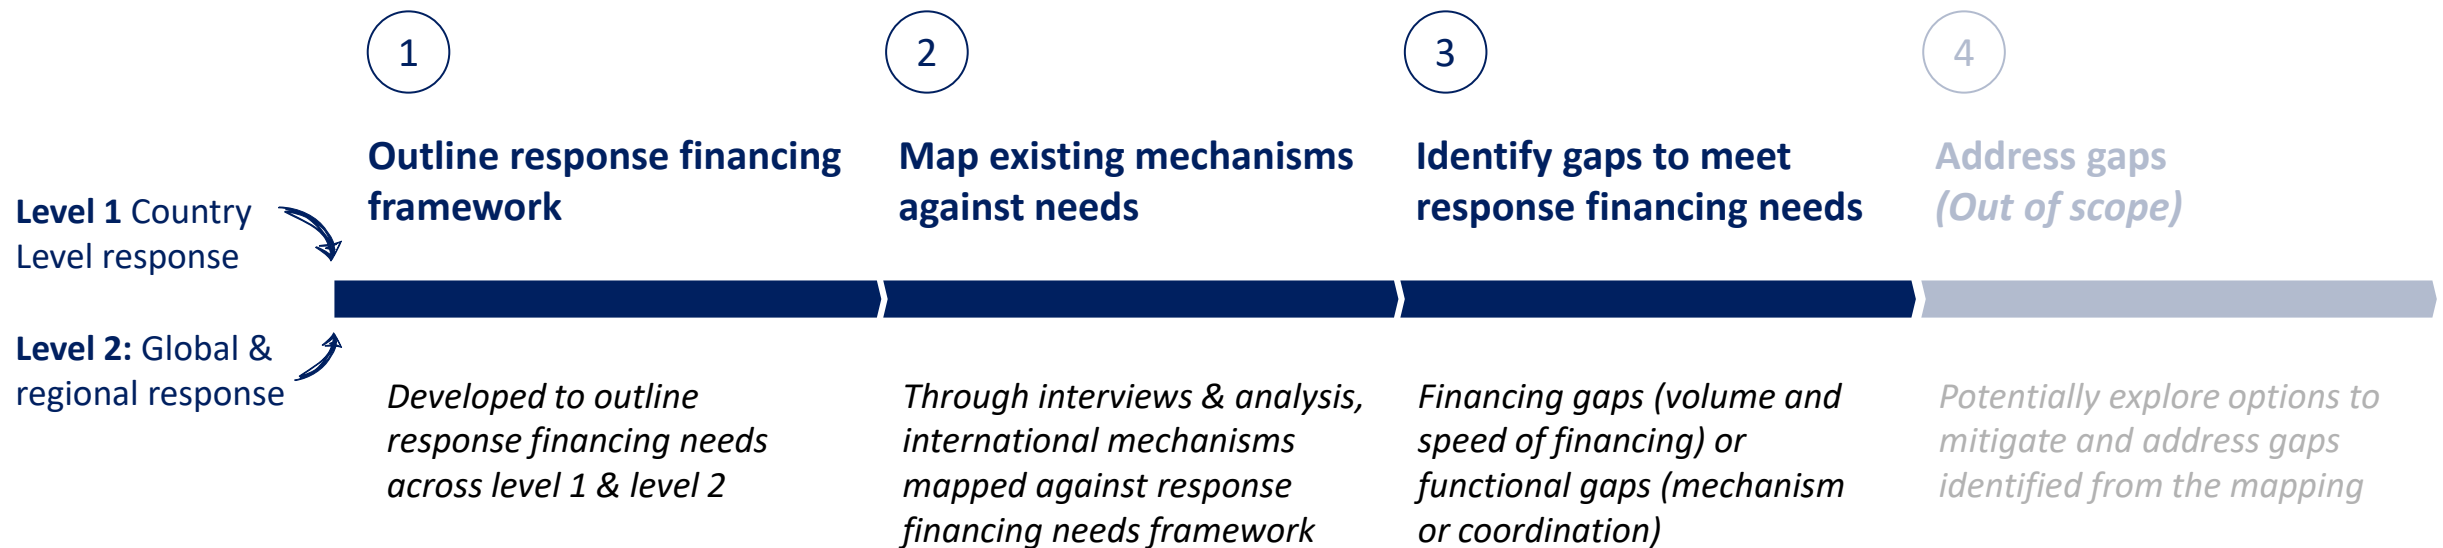 1
2
3
4
Outline response financing
framework
Map existing mechanisms
against needs
Identify gaps to meet
response financing needs
Address gaps
(Out of scope)
Level 1 Country
Level response
Level 2: Global &
regional response
Developed to outline
response financing needs
across level 1 & level 2
Through interviews & analysis,
international mechanisms
mapped against response
financing needs framework
Financing gaps (volume and
speed of financing) or
functional gaps (mechanism
or coordination)
Potentially explore options to
mitigate and address gaps
identified from the mapping